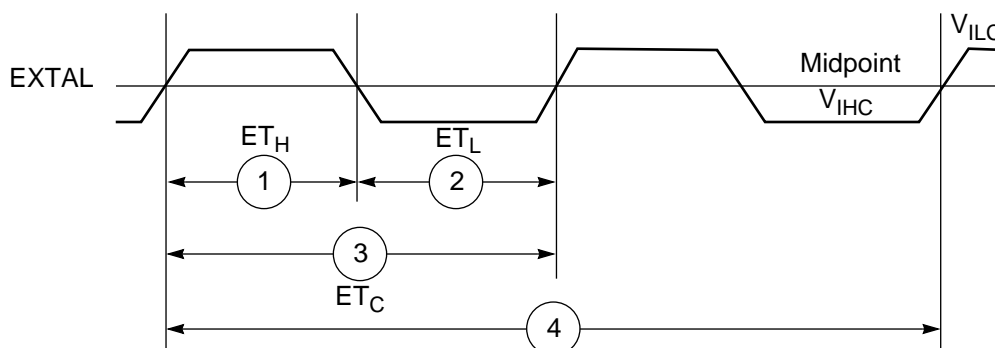 V_ILC
EXTAL
Midpoint
V_IHC
ET_H
ET_L
1
2
3
ET_C
4